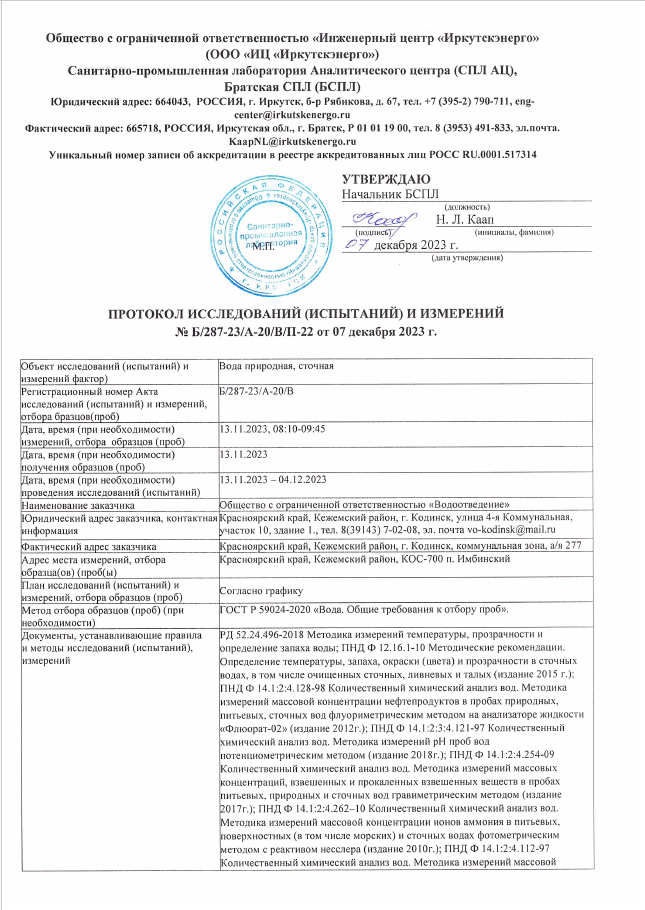 Общество с ограниченной ответственностью «Инженерный центр «Иркутскэнерго»
(ООО «ИЦ «Иркутскэнерго»)
Санитарно-промышленная лаборатория Аналитического центра (СПЛ АЦ),
Братская СПЛ (БСПЛ)
Юридический адрес: 664043, РОССИЯ, г. Иркутск, б-р Рябикова, д. 67, тел. +7 (395-2) 790-711, eng-
center@irkutskenergo.ru
Фактический адрес: 665718, РОССИЯ, Иркутская обл., г. Братск, Р 01 01 19 00, тел. 8 (3953) 491-833, эл.почта.
KaapNL@irkutskenergo.ru
Уникальный номер записи об аккредитации в реестре аккредитованных лиц РОСС RU.0001.517314
УТВЕРЖДАЮ
Начальник БСПЛ
(должность)
Н. Л. Каап
(подпись) (инициалы, фамилия)
07 декабря 2023 г.
(дата утверждения)
РОССИЙСКАЯ ФЕДЕРАЦИЯ
Санитарно-
промышленная
лаборатория
М.П.
ПРОТОКОЛ ИССЛЕДОВАНИЙ (ИСПЫТАНИЙ) И ИЗМЕРЕНИЙ
№ Б/287-23/А-20/В/П-22 от 07 декабря 2023 г.
Объект исследований (испытаний) и Вода природная, сточная
измерений фактор)
Регистрационный номер Акта Б/287-23/А-20/В
исследований (испытаний) и измерений,
отбора бразцов(проб)
Дата, время (при необходимости) 13.11.2023, 08:10-09:45
измерений, отбора образцов (проб)
Дата, время (при необходимости) 13.11.2023
получения образцов (проб)
Дата, время (при необходимости) 13.11.2023 – 04.12.2023
проведения исследований (испытаний)
Наименование заказчика Общество с ограниченной ответственностью «Водоотведение»
Юридический адрес заказчика, контактная Красноярский край, Кежемский район, г. Кодинск, улица 4-я Коммунальная,
информация участок 10, здание 1., тел. 8(39143) 7-02-08, эл. почта vo-kodinsk@mail.ru
Фактический адрес заказчика Красноярский край, Кежемский район, г. Кодинск, коммунальная зона, а/я 277
Адрес места измерений, отбора Красноярский край, Кежемский район, КОС-700 п. Имбинский
образца(ов) (проб(ы)
План исследований (испытаний) и Согласно графику
измерений, отбора образцов (проб)
Метод отбора образцов (проб) (при ГОСТ Р 59024-2020 «Вода. Общие требования к отбору проб».
необходимости)
Документы, устанавливающие правила РД 52.24.496-2018 Методика измерений температуры, прозрачности и
и методы исследований (испытаний), определение запаха воды; ПНД Ф 12.16.1-10 Методические рекомендации.
измерений Определение температуры, запаха, окраски (цвета) и прозрачности в сточных
водах, в том числе очищенных сточных, ливневых и талых (издание 2015 г.);
ПНД Ф 14.1:2:4.128-98 Количественный химический анализ вод. Методика
измерений массовой концентрации нефтепродуктов в пробах природных,
питьевых, сточных вод флуориметрическим методом на анализаторе жидкости
«Флюорат-02» (издание 2012г.); ПНД Ф 14.1:2:3:4.121-97 Количественный
химический анализ вод. Методика измерений pH проб вод
потенциометрическим методом (издание 2018г.); ПНД Ф 14.1:2:4.254-09
Количественный химический анализ вод. Методика измерений массовых
концентраций, взвешенных и прокаленных взвешенных веществ в пробах
питьевых, природных и сточных вод гравиметрическим методом (издание
2017г.); ПНД Ф 14.1:2:4.262–10 Количественный химический анализ вод.
Методика измерений массовой концентрации ионов аммония в питьевых,
поверхностных (в том числе морских) и сточных водах фотометрическим
методом с реактивом несслера (издание 2010г.); ПНД Ф 14.1:2:4.112-97
Количественный химический анализ вод. Методика измерений массовой